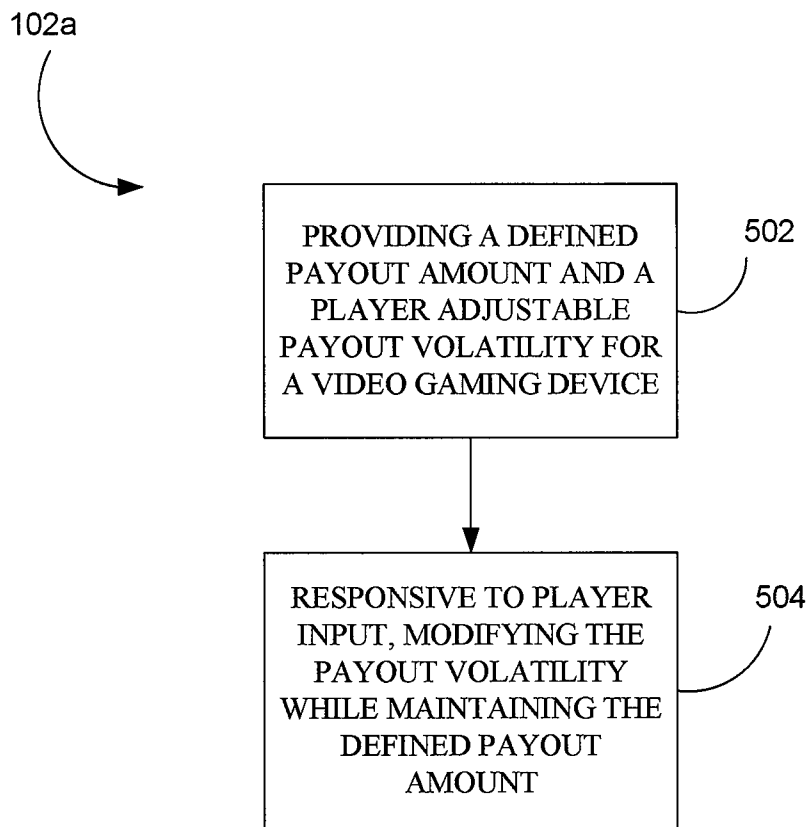 102a
PROVIDING A DEFINED
PAYOUT AMOUNT AND A
PLAYER ADJUSTABLE
PAYOUT VOLATILITY FOR
A VIDEO GAMING DEVICE
502
RESPONSIVE TO PLAYER
INPUT, MODIFYING THE
PAYOUT VOLATILITY
WHILE MAINTAINING THE
DEFINED PAYOUT
AMOUNT
504